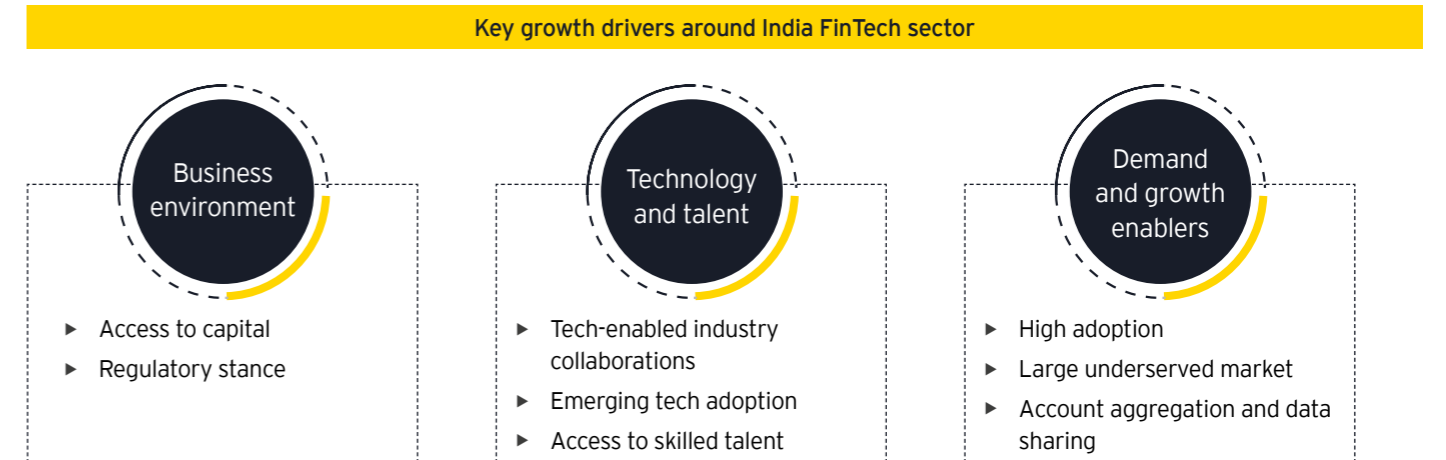 Key growth drivers around India FinTech sector
Business
environment
► Access to capital
► Regulatory stance
Technology
and talent
► Tech-enabled industry
collaborations
► Emerging tech adoption
► Access to skilled talent
Demand
and growth
enablers
► High adoption
► Large underserved market
► Account aggregation and data
sharing